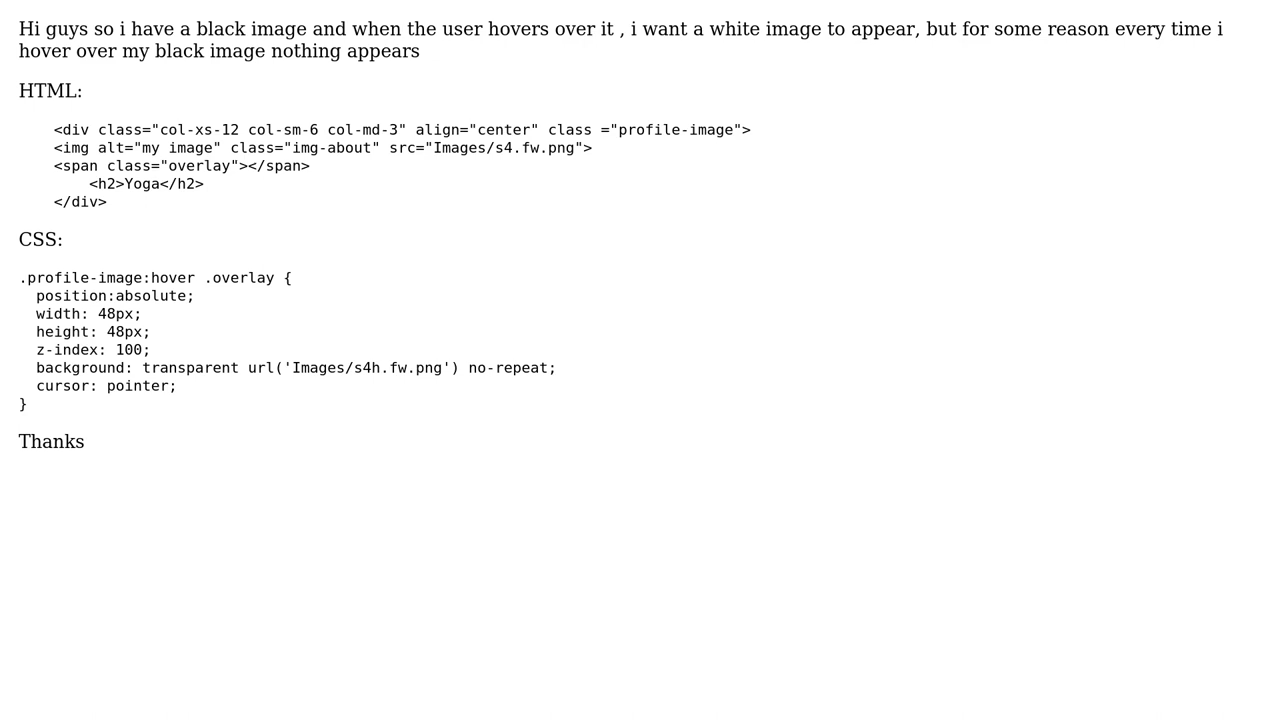 Hi guys so i have a black image and when the user hovers over it , i want a white image to appear, but for some reason every time i
hover over my black image nothing appears
HTML:
<div class="col-xs-12 col-sm-6 col-md-3" align="center" class ="profile-image">
<img alt="my image" class="img-about" src="Images/s4.fw.png">
<span class="overlay"></span>
<h2>Yoga</h2>
</div>
CSS:
.profile-image:hover .overlay {
position:absolute;
width: 48px;
height: 48px;
z-index: 100;
background: transparent url('Images/s4h.fw.png') no-repeat;
cursor: pointer;
}
Thanks